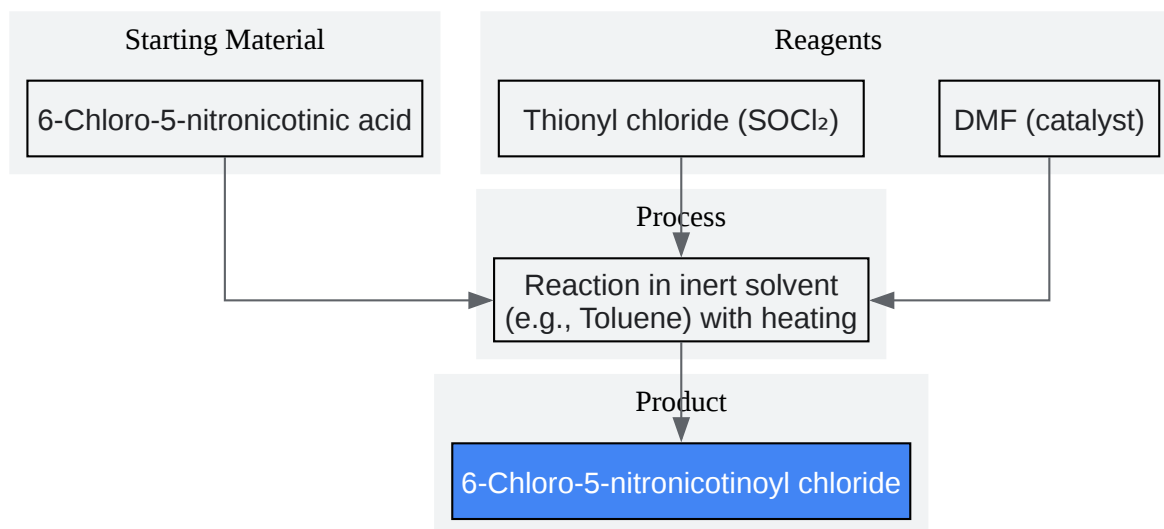 Starting Material
Reagents
6-Chloro-5-nitronicotinic acid
Thionyl chloride (SOCl₂)
DMF (catalyst)
Process
Reaction in inert solvent
(e.g., Toluene) with heating
Product
6-Chloro-5-nitronicotinoyl chloride